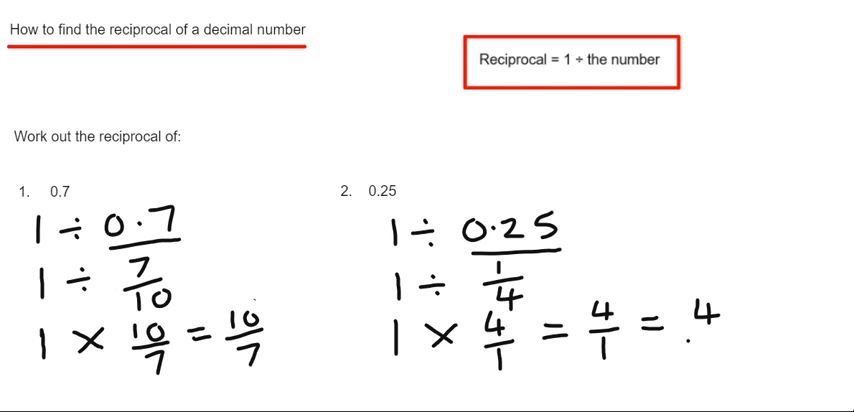 How to find the reciprocal of a decimal number
Reciprocal = 1 ÷ the number
Work out the reciprocal of:
1. 0.7
1 ÷ 0.7
1 ÷ 7/10
1 × 10/7 = 10/7
2. 0.25
1 ÷ 0.25
1 ÷ 1/4
1 × 4/1 = 4/1 = 4